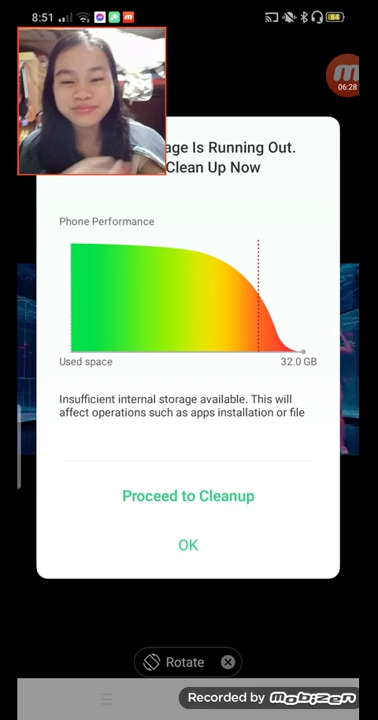 8:51
84
06:28
age Is Running Out.
Clean Up Now
Phone Performance
Used space
32.0 GB
Insufficient internal storage available. This will
affect operations such as apps installation or file
Proceed to Cleanup
OK
Rotate
Recorded by mobizen